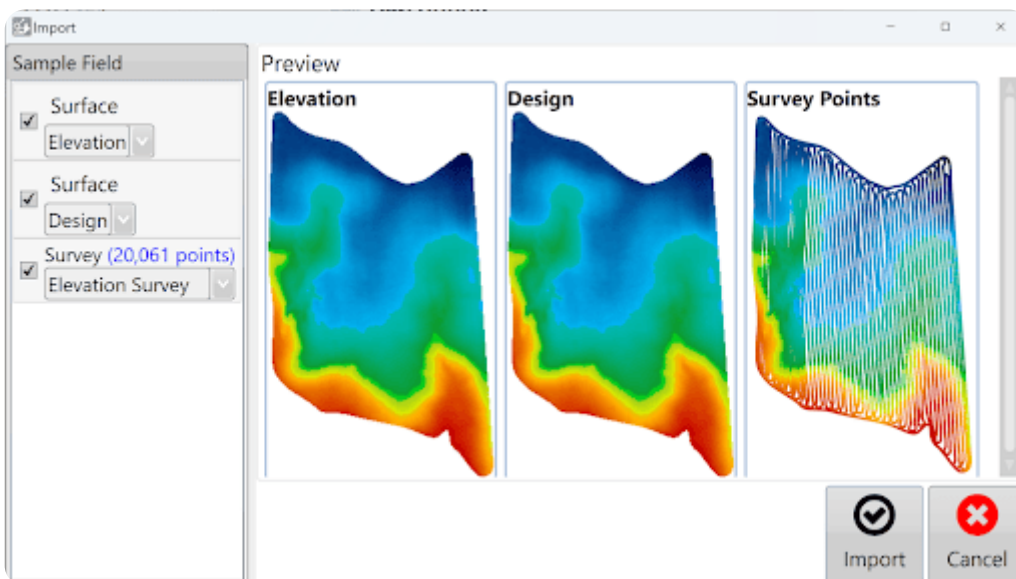 Import
Sample Field
Surface
Elevation
Surface
Design
Survey (20,061 points)
Elevation Survey
Preview
Elevation
Design
Survey Points
Import
Cancel